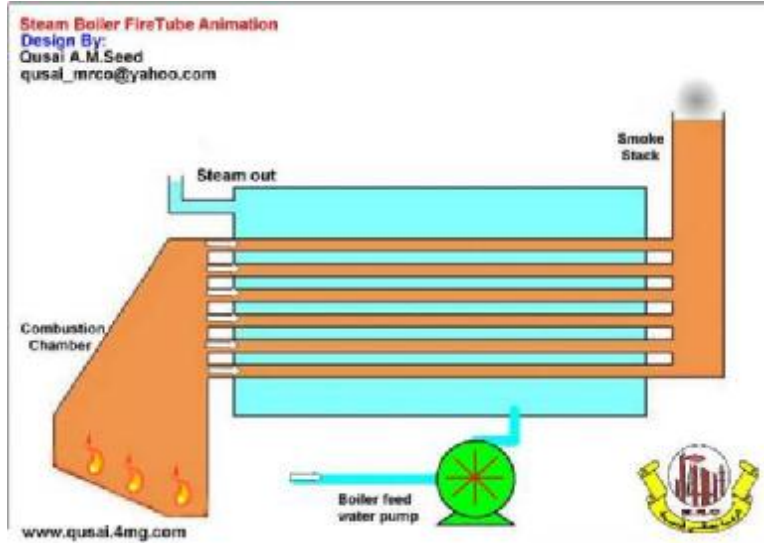 Steam Boiler FireTube Animation
Design By:
Qusai A.M.Seed
qusai_mrco@yahoo.com
Smoke
Stack
Steam out
Combustion
Chamber
Boiler feed
water pump
www.qusai.4mg.com